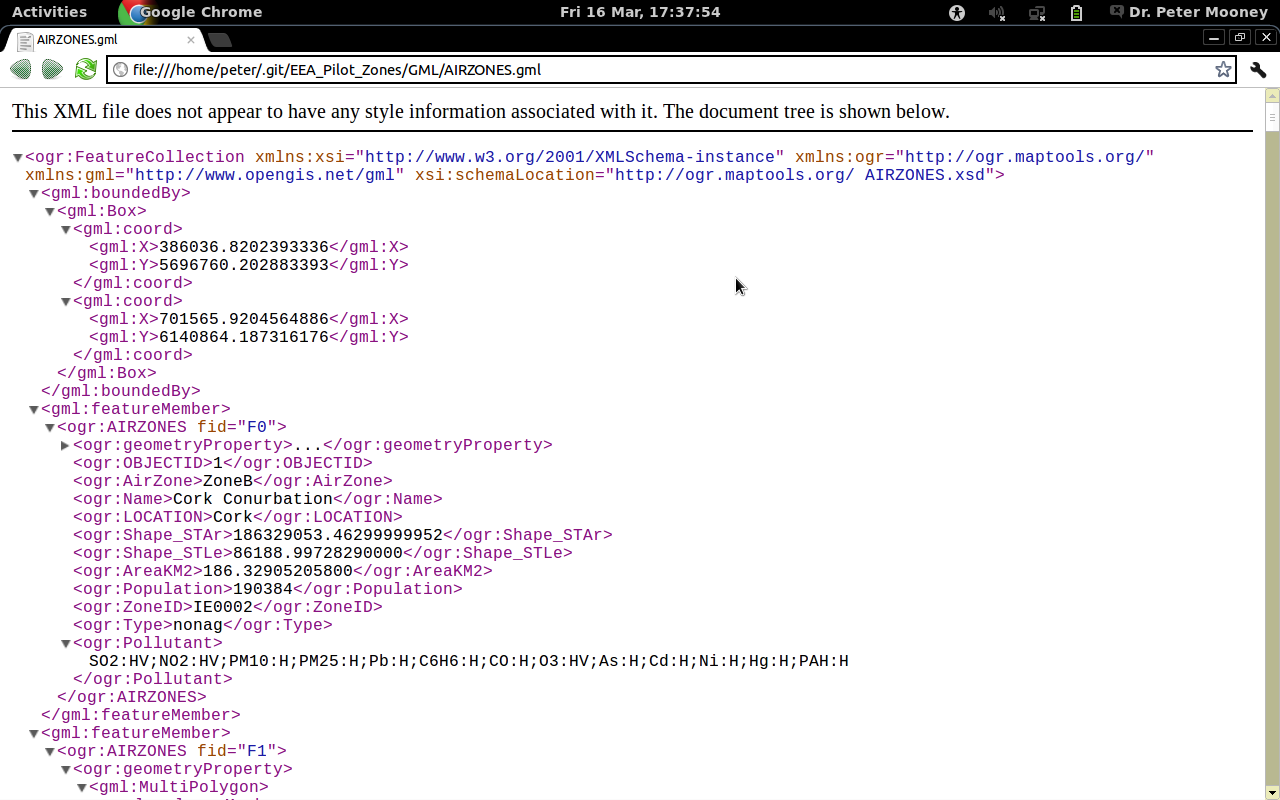 Activities Google Chrome Fri 16 Mar, 17:37:54 Dr. Peter Mooney
AIRZONES.gml
file:///home/peter/.git/EEA_Pilot_Zones/GML/AIRZONES.gml
This XML file does not appear to have any style information associated with it. The document tree is shown below.
<ogr:FeatureCollection xmlns:xsi="http://www.w3.org/2001/XMLSchema-instance" xmlns:ogr="http://ogr.maptools.org/"
xmlns:gml="http://www.opengis.net/gml" xsi:schemaLocation="http://ogr.maptools.org/ AIRZONES.xsd">
<gml:boundedBy>
<gml:Box>
<gml:coord>
<gml:X>386036.8202393336</gml:X>
<gml:Y>5696760.202883393</gml:Y>
</gml:coord>
<gml:coord>
<gml:X>701565.9204564886</gml:X>
<gml:Y>6140864.187316176</gml:Y>
</gml:coord>
</gml:Box>
</gml:boundedBy>
<gml:featureMember>
<ogr:AIRZONES fid="F0">
<ogr:geometryProperty>...</ogr:geometryProperty>
<ogr:OBJECTID>1</ogr:OBJECTID>
<ogr:AirZone>ZoneB</ogr:AirZone>
<ogr:Name>Cork Conurbation</ogr:Name>
<ogr:LOCATION>Cork</ogr:LOCATION>
<ogr:Shape_STAr>186329053.46299999952</ogr:Shape_STAr>
<ogr:Shape_STLe>86188.99728290000</ogr:Shape_STLe>
<ogr:AreaKM2>186.32905205800</ogr:AreaKM2>
<ogr:Population>190384</ogr:Population>
<ogr:ZoneID>IE0002</ogr:ZoneID>
<ogr:Type>nonag</ogr:Type>
<ogr:Pollutant>
SO2:HV;NO2:HV;PM10:H;PM25:H;Pb:H;C6H6:H;CO:H;O3:HV;As:H;Cd:H;Ni:H;Hg:H;PAH:H
</ogr:Pollutant>
</ogr:AIRZONES>
</gml:featureMember>
<gml:featureMember>
<ogr:AIRZONES fid="F1">
<ogr:geometryProperty>
<gml:MultiPolygon>